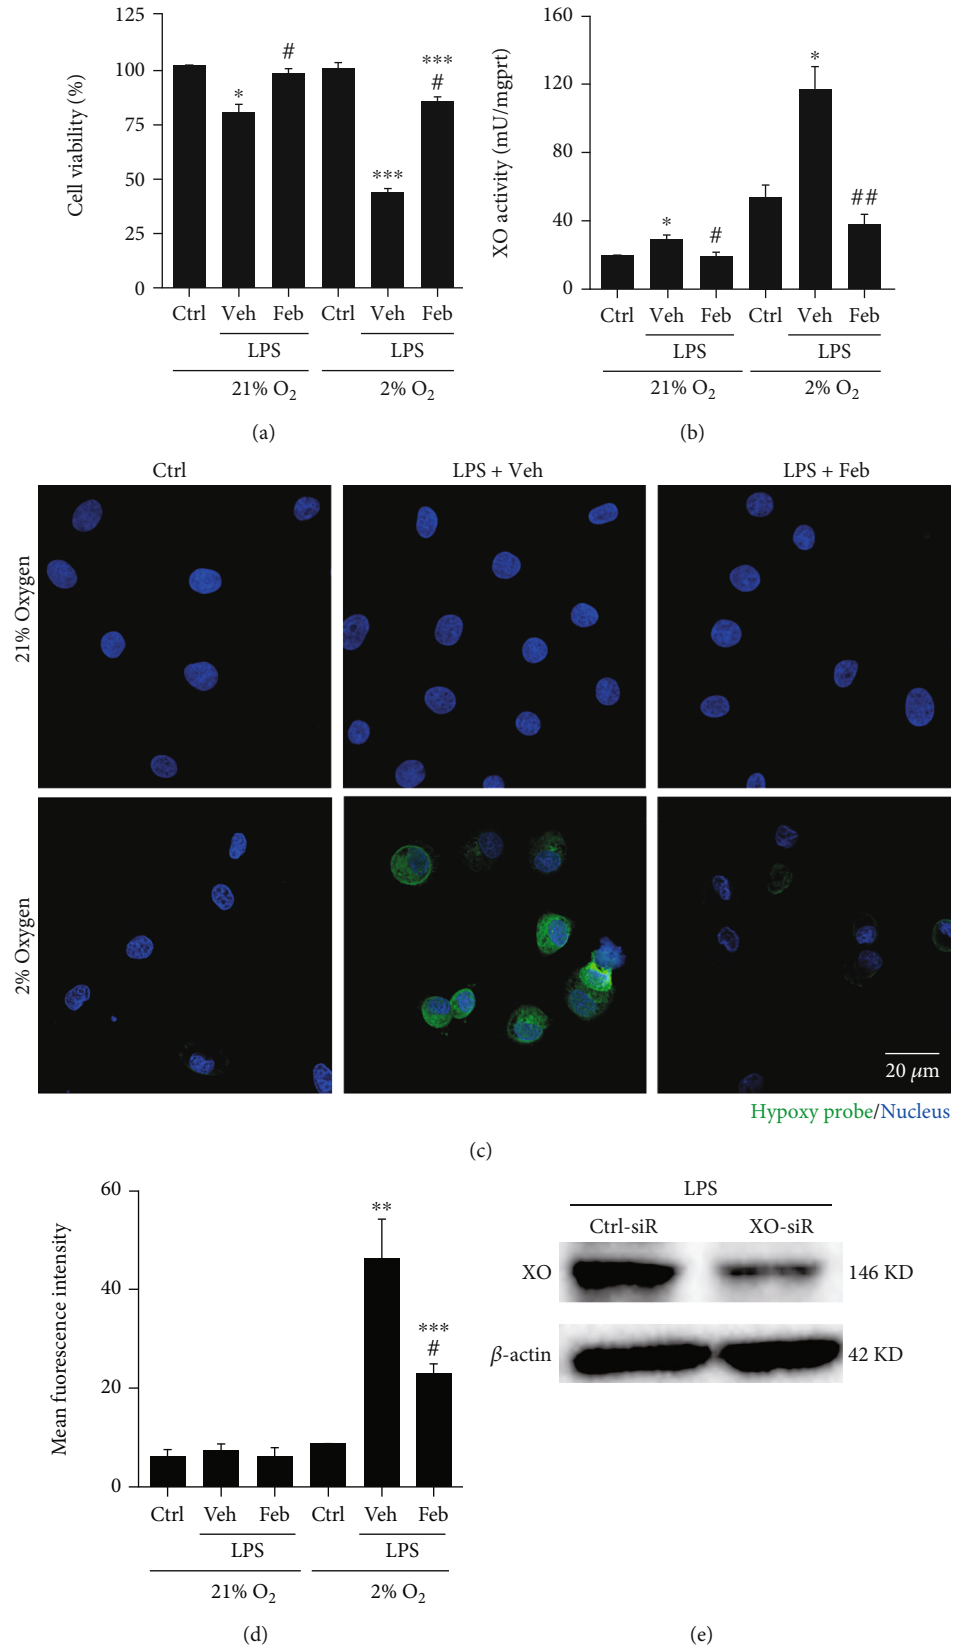 125
100
75
50
25
0
Cell viability (%)
*
#
***
***
#
Ctrl Veh Feb Ctrl Veh Feb
LPS LPS
21% O₂ 2% O₂
(a)
160
120
80
40
0
XO activity (mU/mgprt)
*
#
*
##
Ctrl Veh Feb Ctrl Veh Feb
LPS LPS
21% O₂ 2% O₂
(b)
Ctrl LPS + Veh LPS + Feb
21% Oxygen
2% Oxygen
20 μm
Hypoxy probe/Nucleus
(c)
60
40
20
0
Mean fuorescence intensity
**
***
#
Ctrl Veh Feb Ctrl Veh Feb
LPS LPS
21% O₂ 2% O₂
(d)
LPS
Ctrl-siR XO-siR
XO 146 KD
β-actin 42 KD
(e)